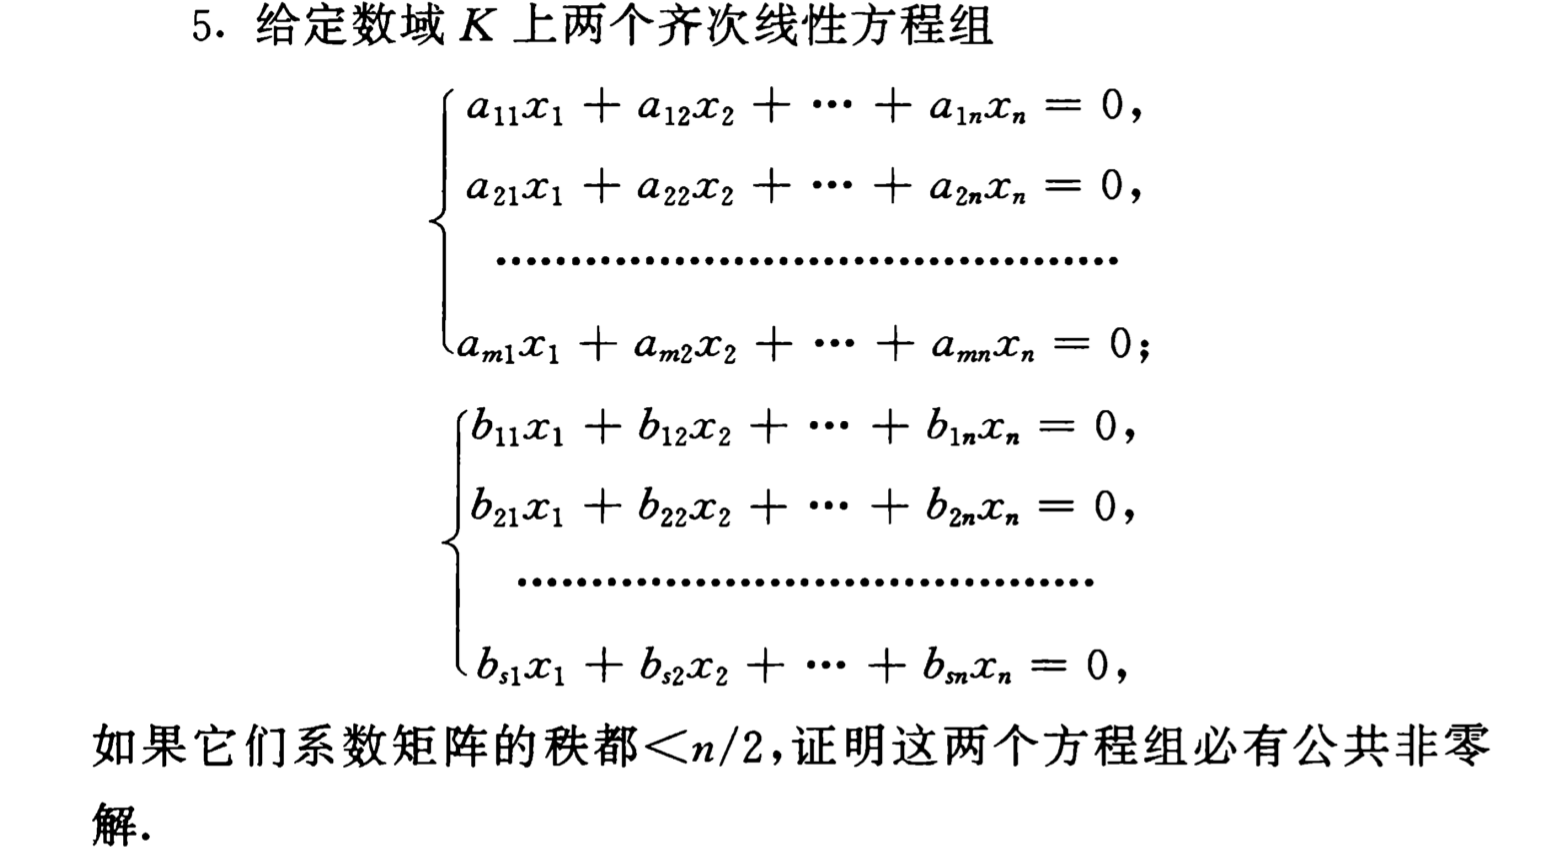 5. 给定数域 K 上两个齐次线性方程组
a₁₁x₁ + a₁₂x₂ + ⋯ + a₁ₙxₙ = 0,
a₂₁x₁ + a₂₂x₂ + ⋯ + a₂ₙxₙ = 0,
⋯⋯⋯⋯⋯⋯⋯⋯⋯⋯⋯⋯
aₘ₁x₁ + aₘ₂x₂ + ⋯ + aₘₙxₙ = 0;
b₁₁x₁ + b₁₂x₂ + ⋯ + b₁ₙxₙ = 0,
b₂₁x₁ + b₂₂x₂ + ⋯ + b₂ₙxₙ = 0,
⋯⋯⋯⋯⋯⋯⋯⋯⋯⋯⋯⋯
bₛ₁x₁ + bₛ₂x₂ + ⋯ + bₛₙxₙ = 0,
如果它们系数矩阵的秩都<n/2,证明这两个方程组必有公共非零
解.